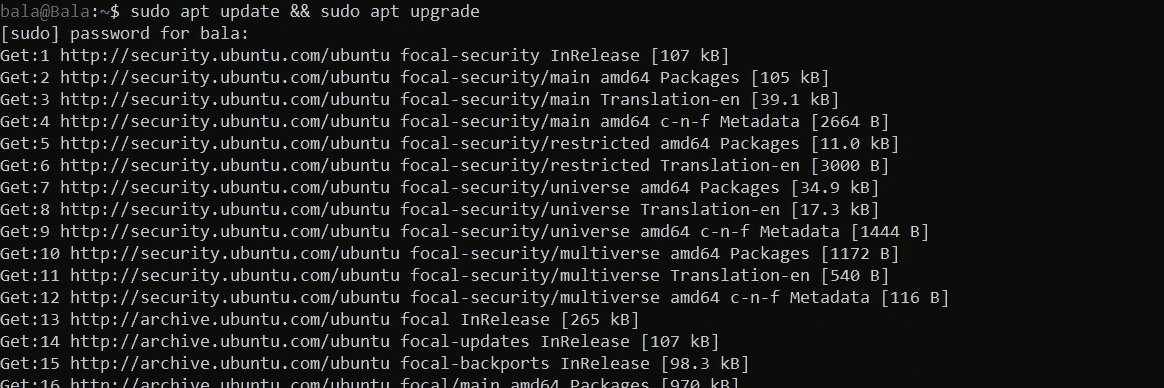 bala@Bala:~$ sudo apt update && sudo apt upgrade
[sudo] password for bala:
Get:1 http://security.ubuntu.com/ubuntu focal-security InRelease [107 kB]
Get:2 http://security.ubuntu.com/ubuntu focal-security/main amd64 Packages [105 kB]
Get:3 http://security.ubuntu.com/ubuntu focal-security/main Translation-en [39.1 kB]
Get:4 http://security.ubuntu.com/ubuntu focal-security/main amd64 c-n-f Metadata [2664 B]
Get:5 http://security.ubuntu.com/ubuntu focal-security/restricted amd64 Packages [11.0 kB]
Get:6 http://security.ubuntu.com/ubuntu focal-security/restricted Translation-en [3000 B]
Get:7 http://security.ubuntu.com/ubuntu focal-security/universe amd64 Packages [34.9 kB]
Get:8 http://security.ubuntu.com/ubuntu focal-security/universe Translation-en [17.3 kB]
Get:9 http://security.ubuntu.com/ubuntu focal-security/universe amd64 c-n-f Metadata [1444 B]
Get:10 http://security.ubuntu.com/ubuntu focal-security/multiverse amd64 Packages [1172 B]
Get:11 http://security.ubuntu.com/ubuntu focal-security/multiverse Translation-en [540 B]
Get:12 http://security.ubuntu.com/ubuntu focal-security/multiverse amd64 c-n-f Metadata [116 B]
Get:13 http://archive.ubuntu.com/ubuntu focal InRelease [265 kB]
Get:14 http://archive.ubuntu.com/ubuntu focal-updates InRelease [107 kB]
Get:15 http://archive.ubuntu.com/ubuntu focal-backports InRelease [98.3 kB]
Get:16 http://archive.ubuntu.com/ubuntu focal/main amd64 Packages [970 kB]